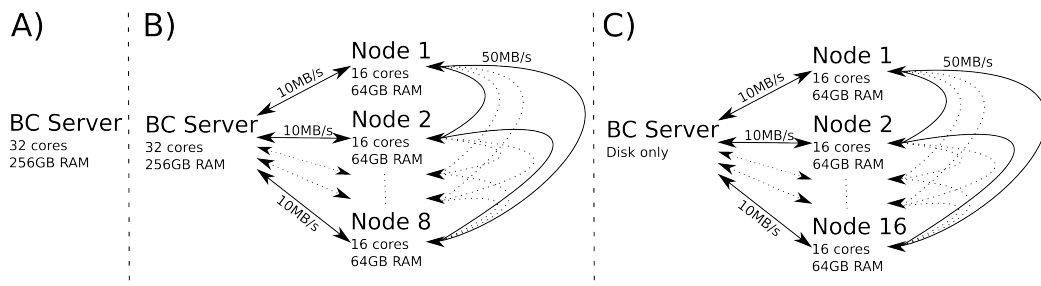 A)
BC Server
32 cores
256GB RAM
B)
BC Server
32 cores
256GB RAM
10MB/s
10MB/s
10MB/s
Node 1
16 cores
64GB RAM
Node 2
16 cores
64GB RAM
Node 8
16 cores
64GB RAM
50MB/s
C)
BC Server
Disk only
10MB/s
10MB/s
10MB/s
Node 1
16 cores
64GB RAM
Node 2
16 cores
64GB RAM
Node 16
16 cores
64GB RAM
50MB/s